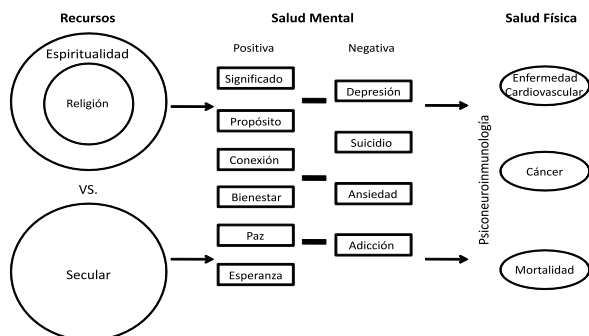 Recursos
Salud Mental
Salud Física
Positiva
Negativa
Espiritualidad
Religión
VS.
Secular
Significado
Propósito
Conexión
Bienestar
Paz
Esperanza
Depresión
Suicidio
Ansiedad
Adicción
Psiconeuroinmunología
Enfermedad
Cardiovascular
Cáncer
Mortalidad